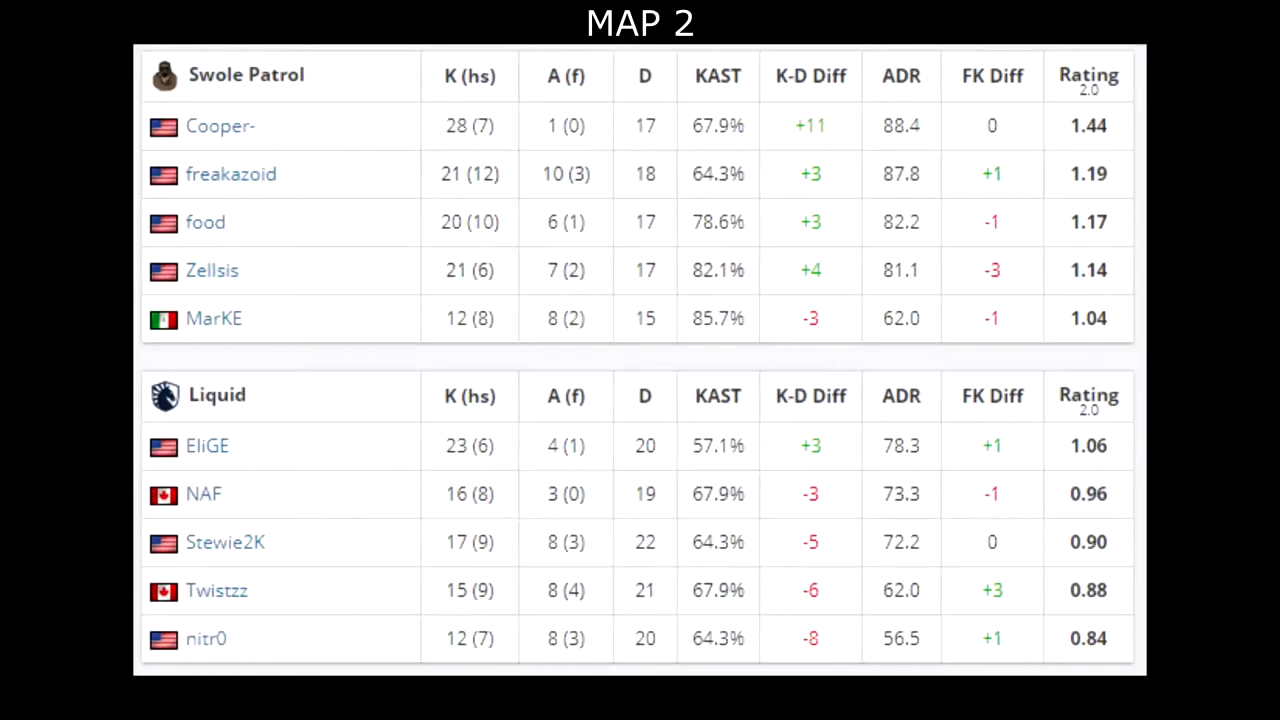 MAP 2
Swole Patrol K (hs) A (f) D KAST K-D Diff ADR FK Diff Rating 2.0
Cooper- 28 (7) 1 (0) 17 67.9% +11 88.4 0 1.44
freakazoid 21 (12) 10 (3) 18 64.3% +3 87.8 +1 1.19
food 20 (10) 6 (1) 17 78.6% +3 82.2 -1 1.17
Zellsis 21 (6) 7 (2) 17 82.1% +4 81.1 -3 1.14
MarKE 12 (8) 8 (2) 15 85.7% -3 62.0 -1 1.04
Liquid K (hs) A (f) D KAST K-D Diff ADR FK Diff Rating 2.0
EliGE 23 (6) 4 (1) 20 57.1% +3 78.3 +1 1.06
NAF 16 (8) 3 (0) 19 67.9% -3 73.3 -1 0.96
Stewie2K 17 (9) 8 (3) 22 64.3% -5 72.2 0 0.90
Twistzz 15 (9) 8 (4) 21 67.9% -6 62.0 +3 0.88
nitr0 12 (7) 8 (3) 20 64.3% -8 56.5 +1 0.84